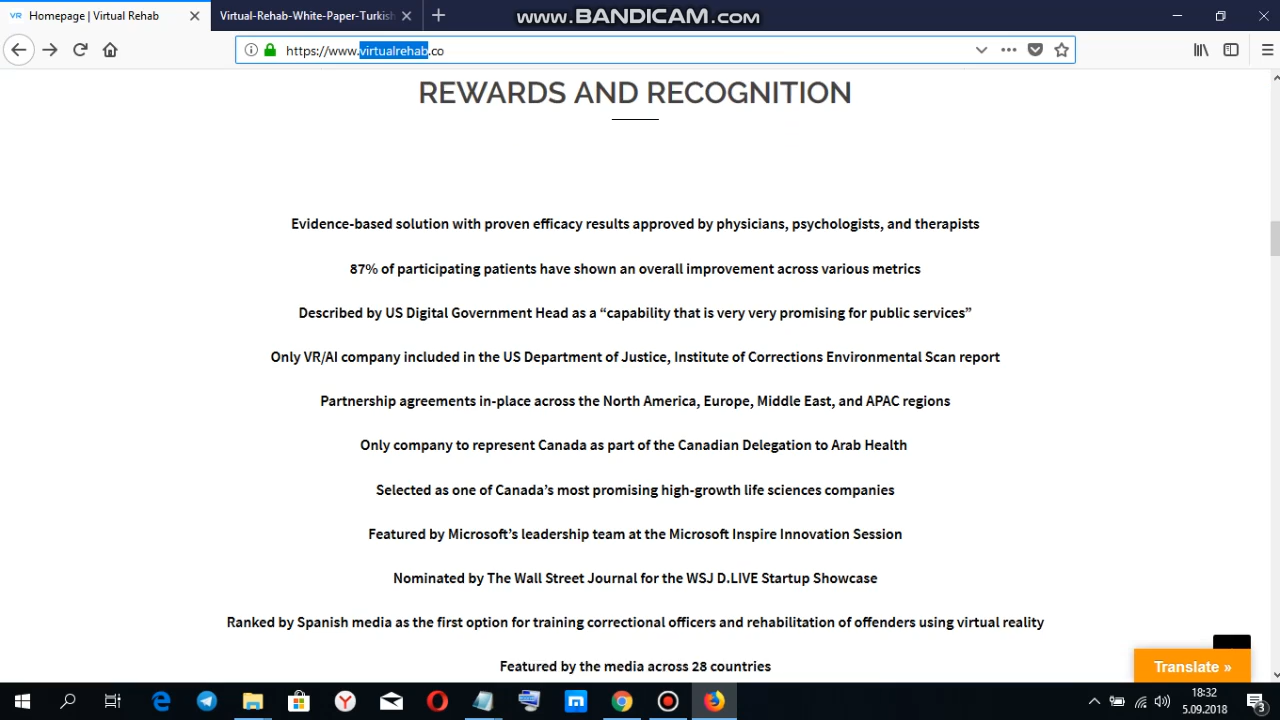 Homepage | Virtual Rehab
Virtual-Rehab-White-Paper-Turkish
www.BANDICAM.com
https://www.virtualrehab.co
REWARDS AND RECOGNITION
Evidence-based solution with proven efficacy results approved by physicians, psychologists, and therapists
87% of participating patients have shown an overall improvement across various metrics
Described by US Digital Government Head as a “capability that is very very promising for public services”
Only VR/AI company included in the US Department of Justice, Institute of Corrections Environmental Scan report
Partnership agreements in-place across the North America, Europe, Middle East, and APAC regions
Only company to represent Canada as part of the Canadian Delegation to Arab Health
Selected as one of Canada’s most promising high-growth life sciences companies
Featured by Microsoft’s leadership team at the Microsoft Inspire Innovation Session
Nominated by The Wall Street Journal for the WSJ D.LIVE Startup Showcase
Ranked by Spanish media as the first option for training correctional officers and rehabilitation of offenders using virtual reality
Featured by the media across 28 countries
Translate »
18:32
5.09.2018
3